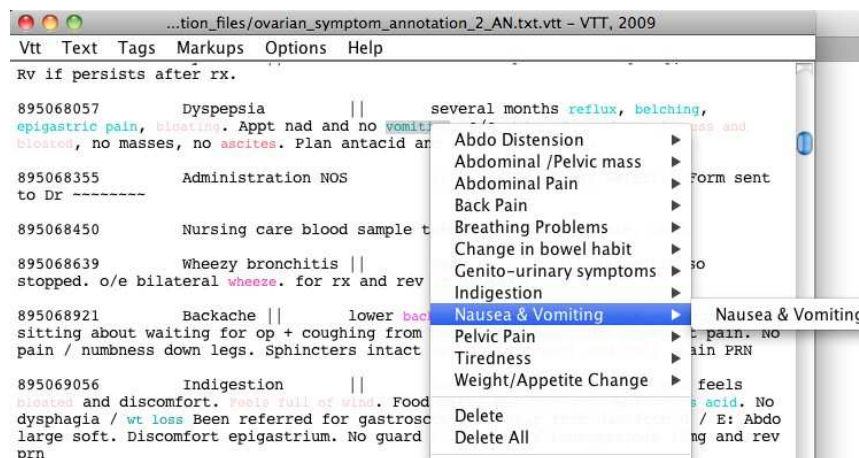 ...tion_files/ovarian_symptom_annotation_2_AN.txt.vtt – VTT, 2009
Vtt Text Tags Markups Options Help
Rv if persists after rx.
895068057 Dyspepsia || several months reflux, belching,
epigastric pain, bloating. Appt nad and no vomiti
bloated, no masses, no ascites. Plan antacid an
895068355 Administration NOS Form sent
to Dr ~~~~~~~~
895068450 Nursing care blood sample t
895068639 Wheezy bronchitis || so
stopped. o/e bilateral wheeze. for rx and rev
895068921 Backache || lower bac
sitting about waiting for op + coughing from t pain. No
pain / numbness down legs. Sphincters intact ain PRN
895069056 Indigestion || feels
bloated and discomfort. Feels full of wind. Food s acid. No
dysphagia / wt loss Been referred for gastrosc / E: Abdo
large soft. Discomfort epigastrium. No guard mg and rev
prn
Abdo Distension
Abdominal /Pelvic mass
Abdominal Pain
Back Pain
Breathing Problems
Change in bowel habit
Genito-urinary symptoms
Indigestion
Nausea & Vomiting
Pelvic Pain
Tiredness
Weight/Appetite Change
Delete
Delete All
Nausea & Vomiting